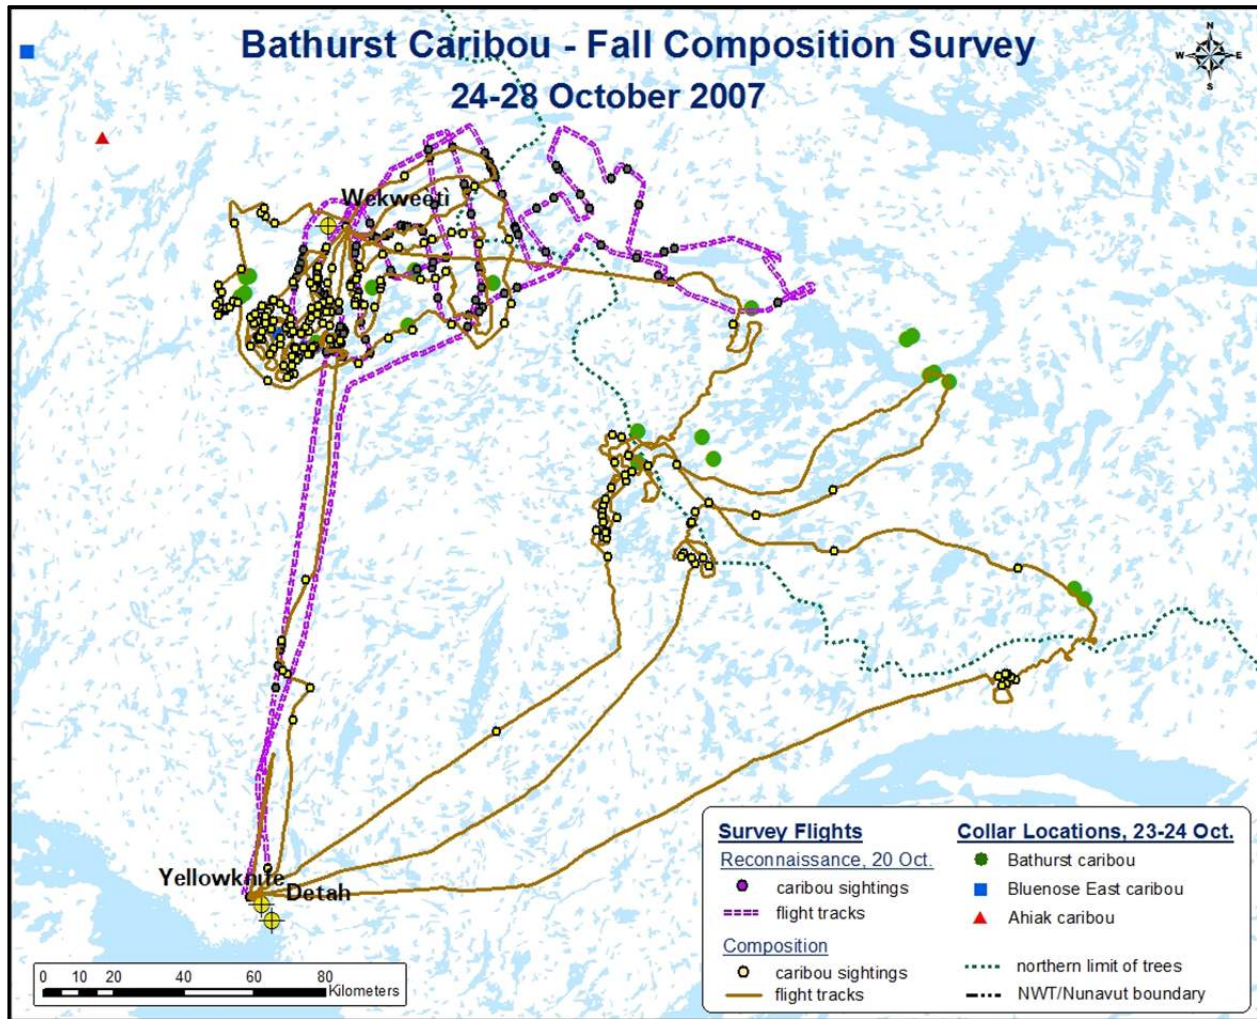 Bathurst Caribou - Fall Composition Survey
24-28 October 2007
N
W E
S
Wekweetì
Yellowknife
Detah
0 10 20 40 60 80
Kilometers
Survey Flights
Reconnaissance, 20 Oct.
caribou sightings
flight tracks
Composition
caribou sightings
flight tracks
Collar Locations, 23-24 Oct.
Bathurst caribou
Bluenose East caribou
Ahiak caribou
northern limit of trees
NWT/Nunavut boundary